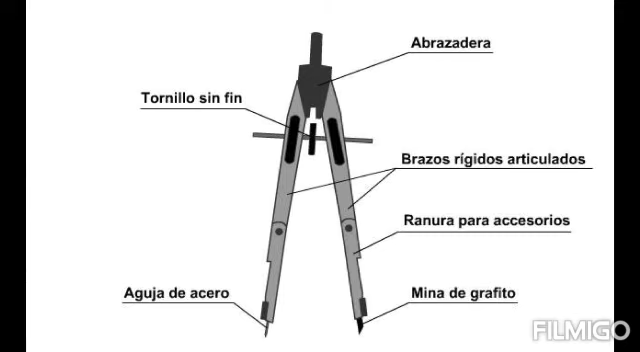 Abrazadera
Tornillo sin fin
Brazos rígidos articulados
Ranura para accesorios
Aguja de acero
Mina de grafito
FILMIGO